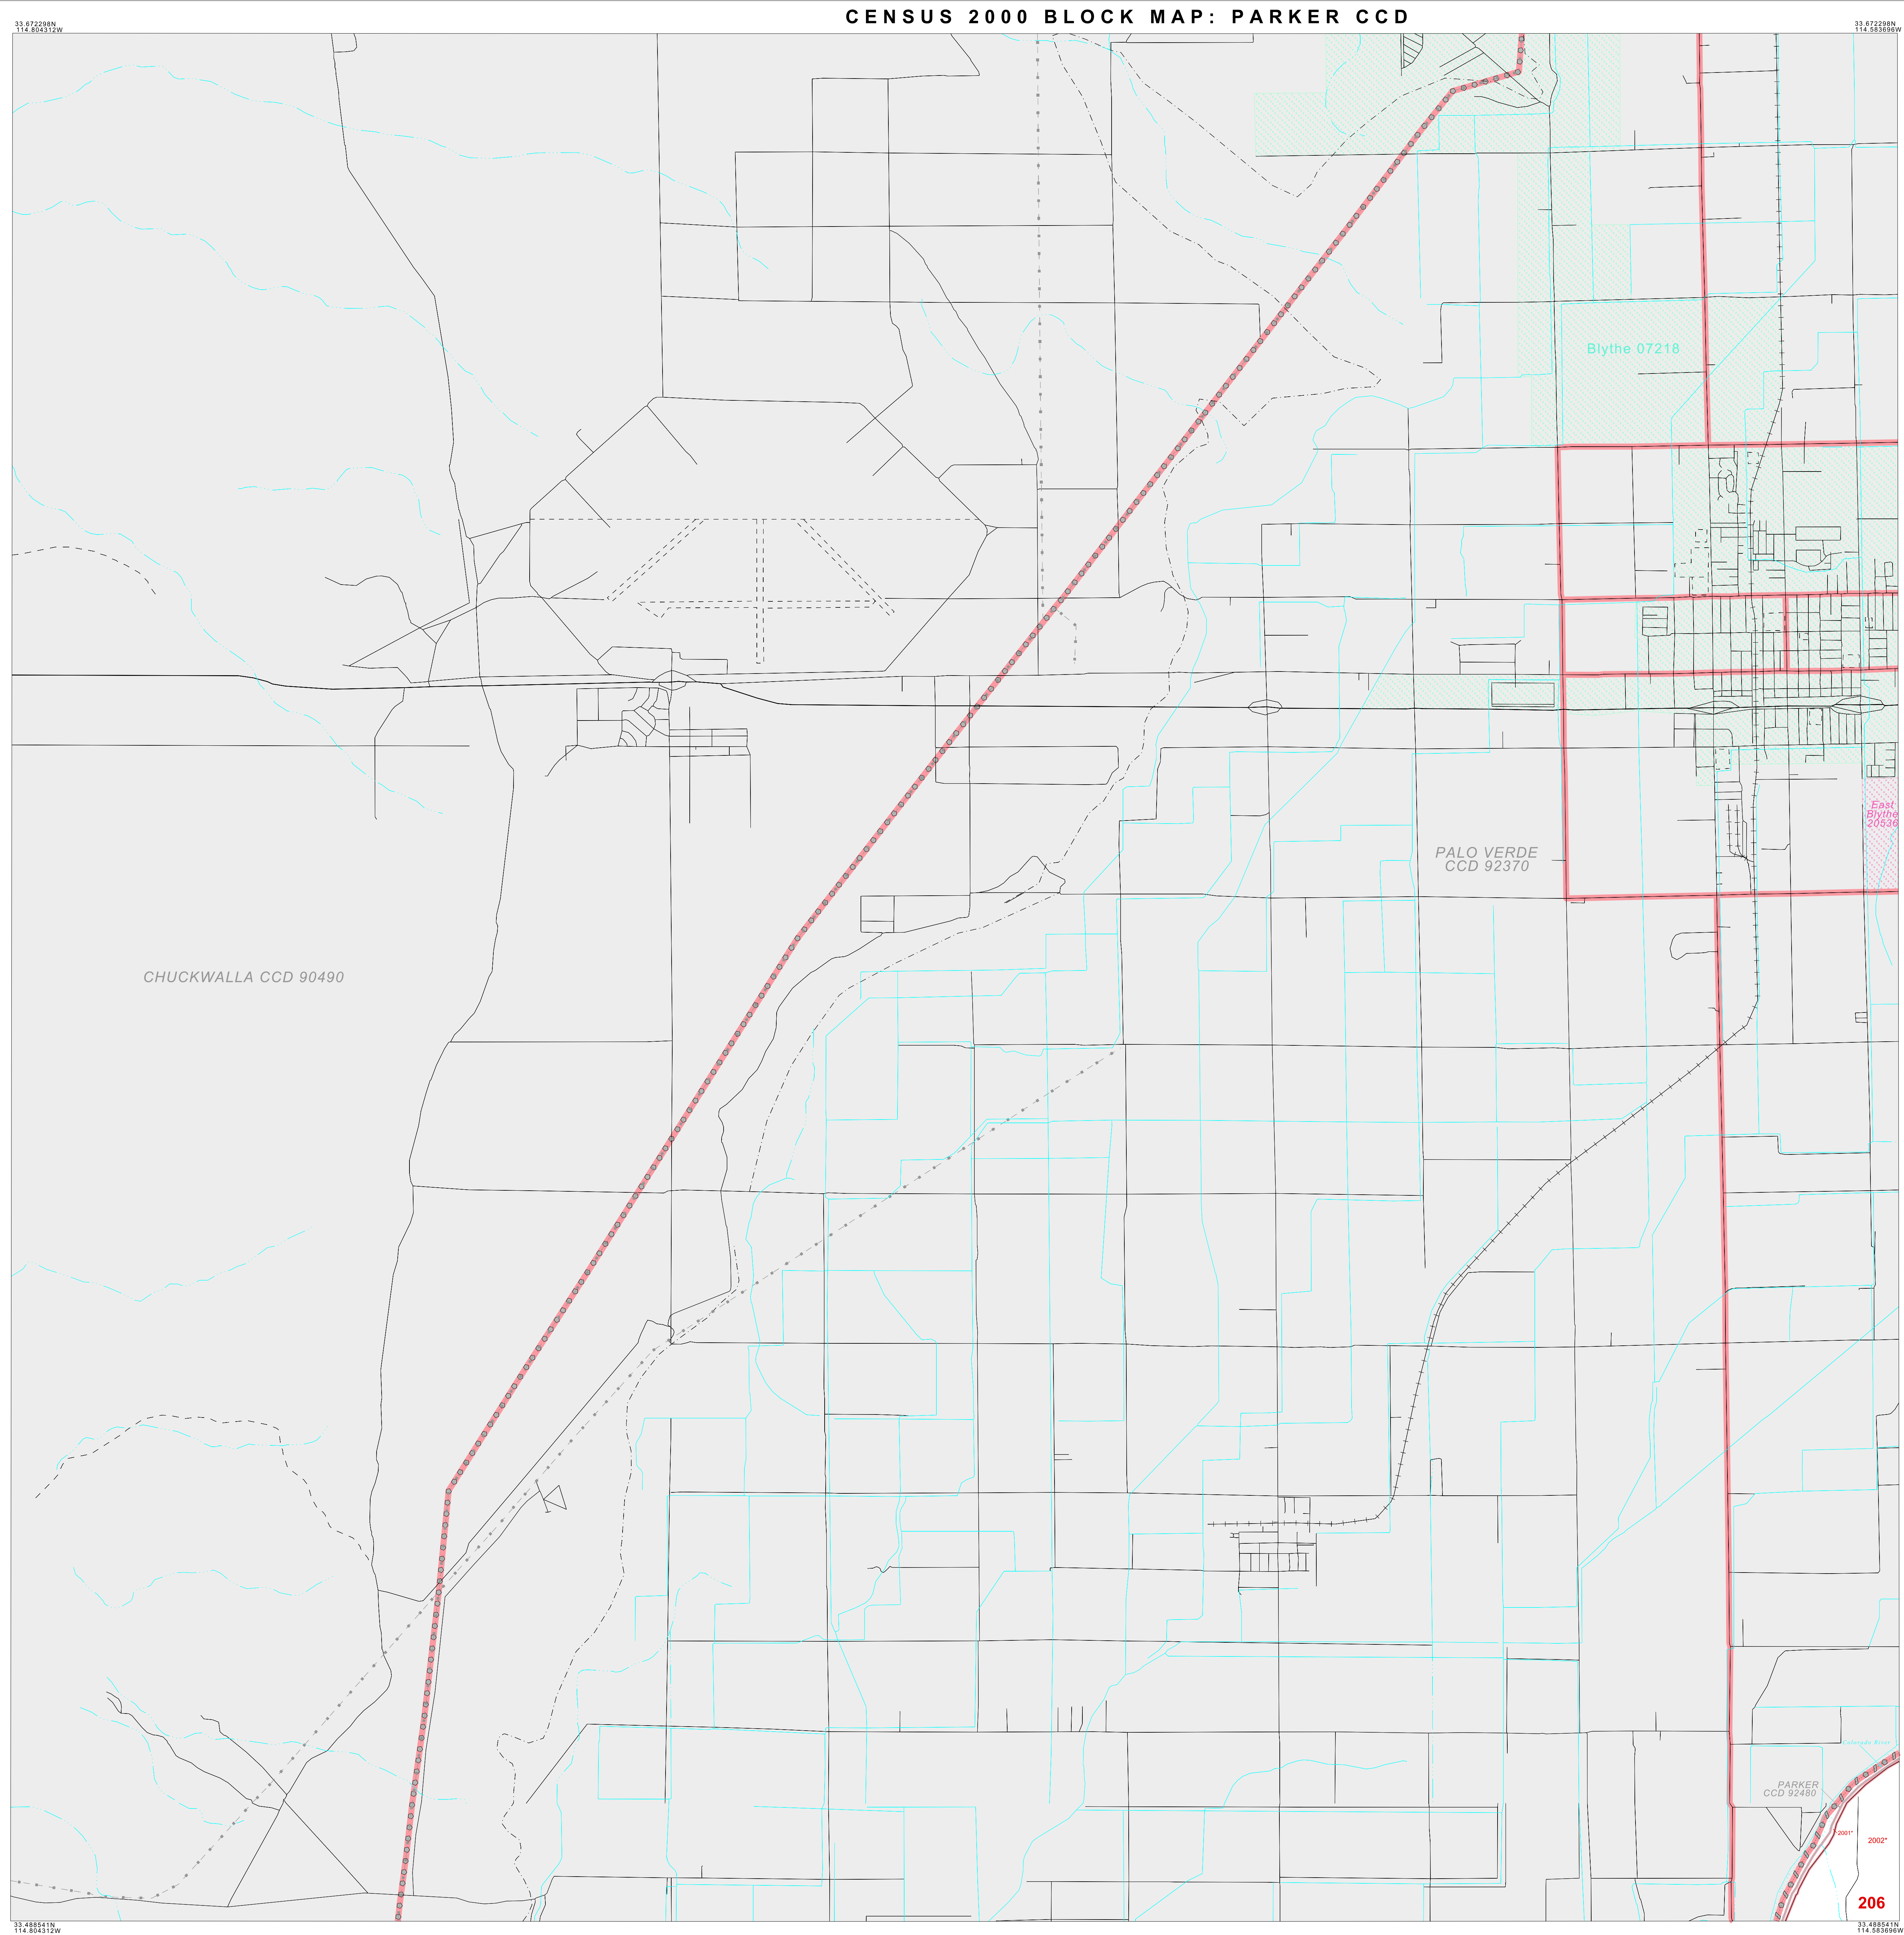 CENSUS 2000 BLOCK MAP: PARKER CCD
33.672298N
114.804312W
33.672298N
114.583696W
Blythe 07218
East
Blythe
20536
PALO VERDE
CCD 92370
CHUCKWALLA CCD 90490
Colorado River
PARKER
CCD 92480
2001*
2002*
206
33.488541N
114.804312W
33.488541N
114.583696W